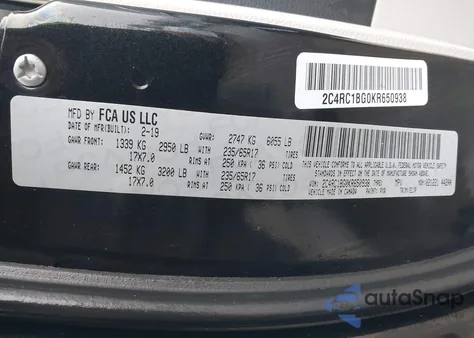 2C4RC1BG0KR650938
MFD BY FCA US LLC
DATE OF MFR(BUILT): 2-19 GVWR: 2747 KG 6055 LB
GAWR FRONT: 1339 KG 2950 LB WITH 235/65R17
17X7.0 RIMS AT 250 KPA ( 36 PSI) COLD
GAWR REAR: 1452 KG 3200 LB WITH 235/65R17
17X7.0 RIMS AT 250 KPA ( 36 PSI) COLD
THIS VEHICLE CONFORMS TO ALL APPLICABLE U.S.A. FEDERAL MOTOR VEHICLE SAFETY
STANDARDS IN EFFECT ON THE DATE OF MANUFACTURE SHOWN ABOVE.
VIN: 2C4RC1BG0KR650938 TYPE: MPV
VEHICLE MADE IN CANADA PAINT: PXR
autoSnap